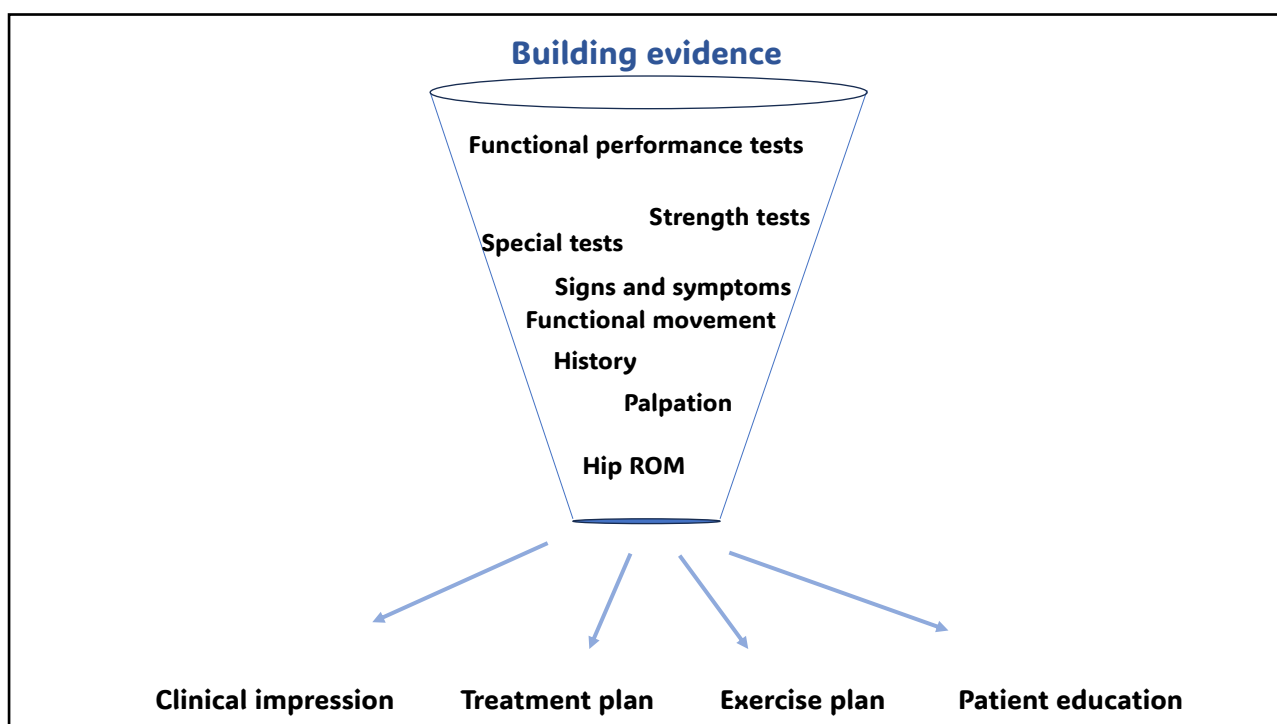 Building evidence
Functional performance tests
Strength tests
Special tests
Signs and symptoms
Functional movement
History
Palpation
Hip ROM
Clinical impression
Treatment plan
Exercise plan
Patient education